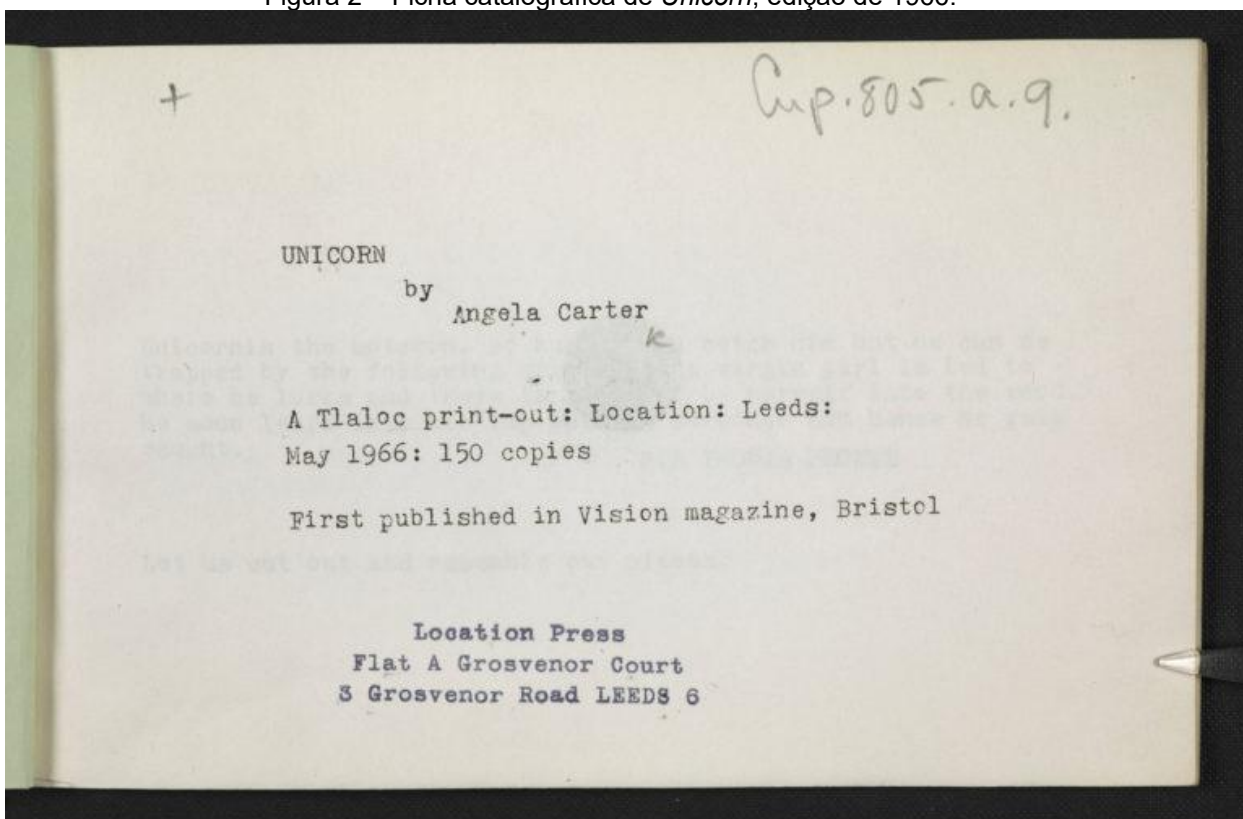 Figura 2 – Ficha catalográfica de Unicorn, edição de 1966.
+
Cup.805.a.9.
UNICORN
by
Angela Carter
K
A Tlaloc print-out: Location: Leeds:
May 1966: 150 copies
First published in Vision magazine, Bristol
Location Press
Flat A Grosvenor Court
3 Grosvenor Road LEEDS 6